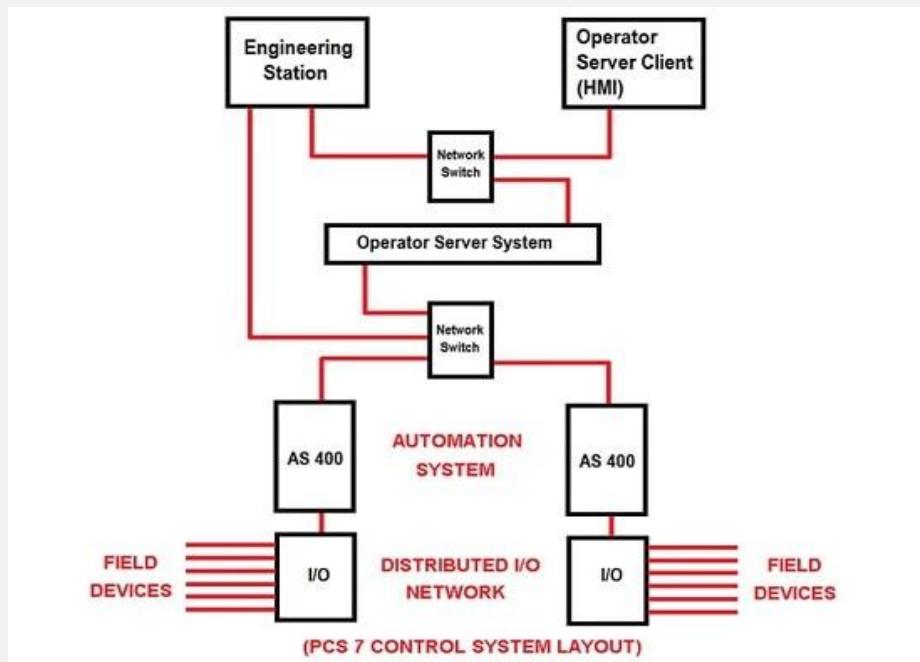 Engineering
Station
Operator
Server Client
(HMI)
Network
Switch
Operator Server System
Network
Switch
AS 400
AUTOMATION
SYSTEM
AS 400
FIELD
DEVICES
I/O
DISTRIBUTED I/O
NETWORK
I/O
FIELD
DEVICES
(PCS 7 CONTROL SYSTEM LAYOUT)